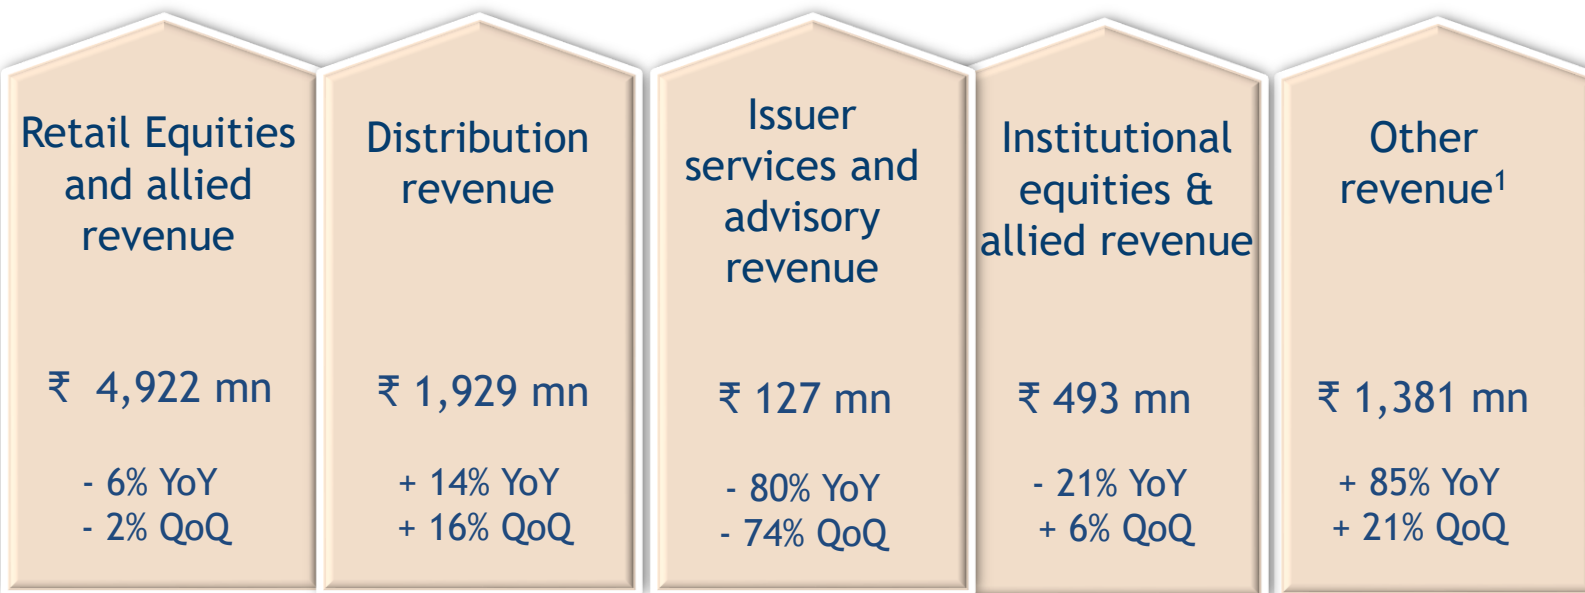 Retail Equities
and allied
revenue
₹ 4,922 mn
- 6% YoY
- 2% QoQ
Distribution
revenue
₹ 1,929 mn
+ 14% YoY
+ 16% QoQ
Issuer
services and
advisory
revenue
₹ 127 mn
- 80% YoY
- 74% QoQ
Institutional
equities &
allied revenue
₹ 493 mn
- 21% YoY
+ 6% QoQ
Other
revenue¹
₹ 1,381 mn
+ 85% YoY
+ 21% QoQ